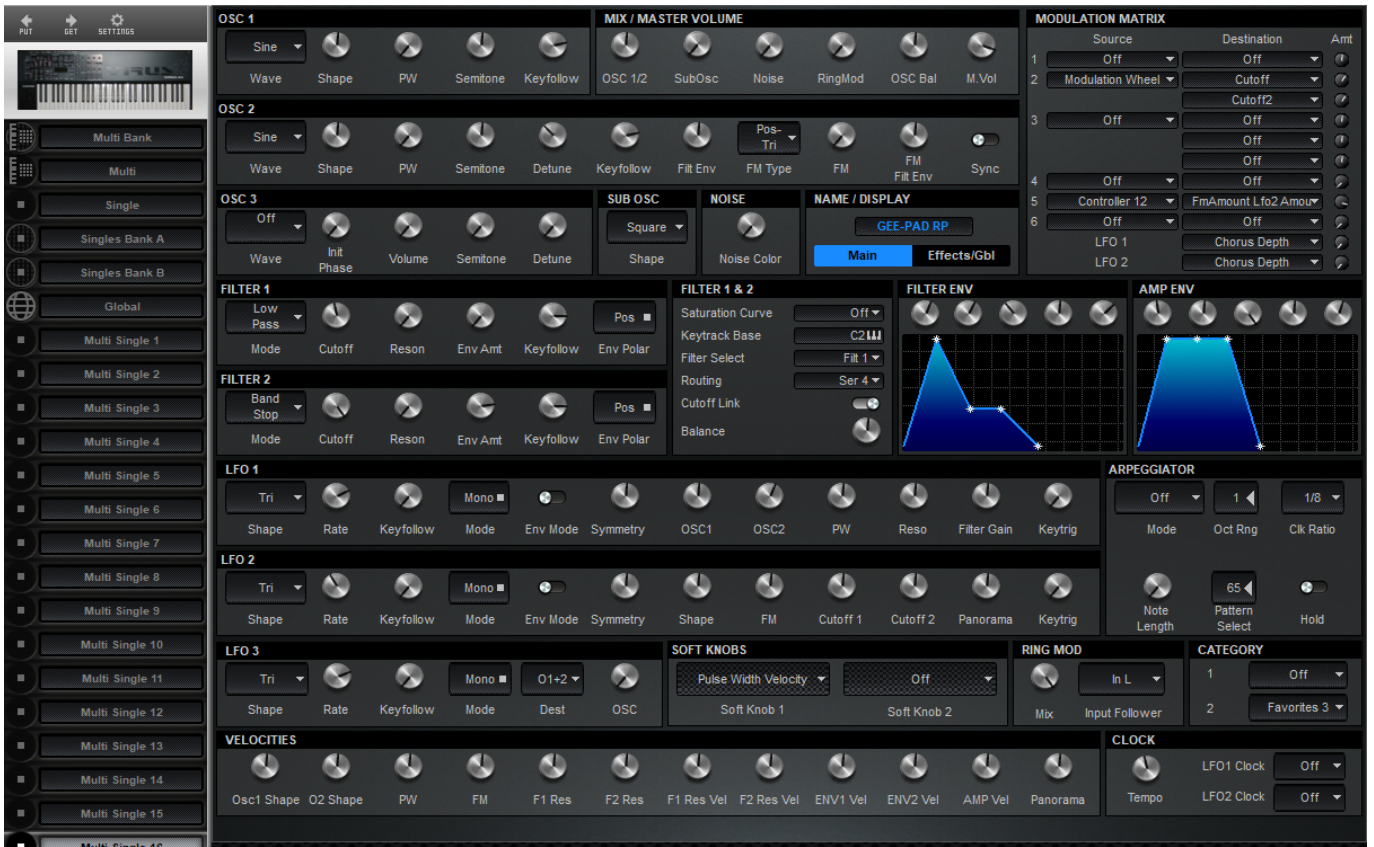 PUT GET SETTINGS
Multi Bank
Multi
Single
Singles Bank A
Singles Bank B
Global
Multi Single 1
Multi Single 2
Multi Single 3
Multi Single 4
Multi Single 5
Multi Single 6
Multi Single 7
Multi Single 8
Multi Single 9
Multi Single 10
Multi Single 11
Multi Single 12
Multi Single 13
Multi Single 14
Multi Single 15
Multi Single 16
OSC 1
Sine
Wave Shape PW Semitone Keyfollow
MIX / MASTER VOLUME
OSC 1/2 SubOsc Noise RingMod OSC Bal M.Vol
MODULATION MATRIX
Source Destination Amt
1 Off Off
2 Modulation Wheel Cutoff
Cutoff2
3 Off Off
Off
Off
4 Off Off
5 Controller 12 FmAmount Lfo2 Amou
6 Off Off
LFO 1 Chorus Depth
LFO 2 Chorus Depth
OSC 2
Sine
Pos-
Tri
Wave Shape PW Semitone Detune Keyfollow Filt Env FM Type FM
FM
Filt Env
Sync
OSC 3
Off
Wave
Init
Phase
Volume Semitone Detune
SUB OSC
Square
Shape
NOISE
Noise Color
NAME / DISPLAY
GEE-PAD RP
Main Effects/Gbl
FILTER 1
Low
Pass
Pos
Mode Cutoff Reson Env Amt Keyfollow Env Polar
FILTER 2
Band
Stop
Pos
Mode Cutoff Reson Env Amt Keyfollow Env Polar
FILTER 1 & 2
Saturation Curve Off
Keytrack Base C2
Filter Select Filt 1
Routing Ser 4
Cutoff Link
Balance
FILTER ENV
AMP ENV
LFO 1
Tri Mono
Shape Rate Keyfollow Mode Env Mode Symmetry OSC1 OSC2 PW Reso Filter Gain Keytrig
LFO 2
Tri Mono
Shape Rate Keyfollow Mode Env Mode Symmetry Shape FM Cutoff 1 Cutoff 2 Panorama Keytrig
ARPEGGIATOR
Off 1 1/8
Mode Oct Rng Clk Ratio
65
Note
Length
Pattern
Select
Hold
LFO 3
Tri Mono O1+2
Shape Rate Keyfollow Mode Dest OSC
SOFT KNOBS
Pulse Width Velocity Off
Soft Knob 1 Soft Knob 2
RING MOD
In L
Mix Input Follower
CATEGORY
1 Off
2 Favorites 3
VELOCITIES
Osc1 Shape O2 Shape PW FM F1 Res F2 Res F1 Res Vel F2 Res Vel ENV1 Vel ENV2 Vel AMP Vel Panorama
CLOCK
Tempo
LFO1 Clock Off
LFO2 Clock Off